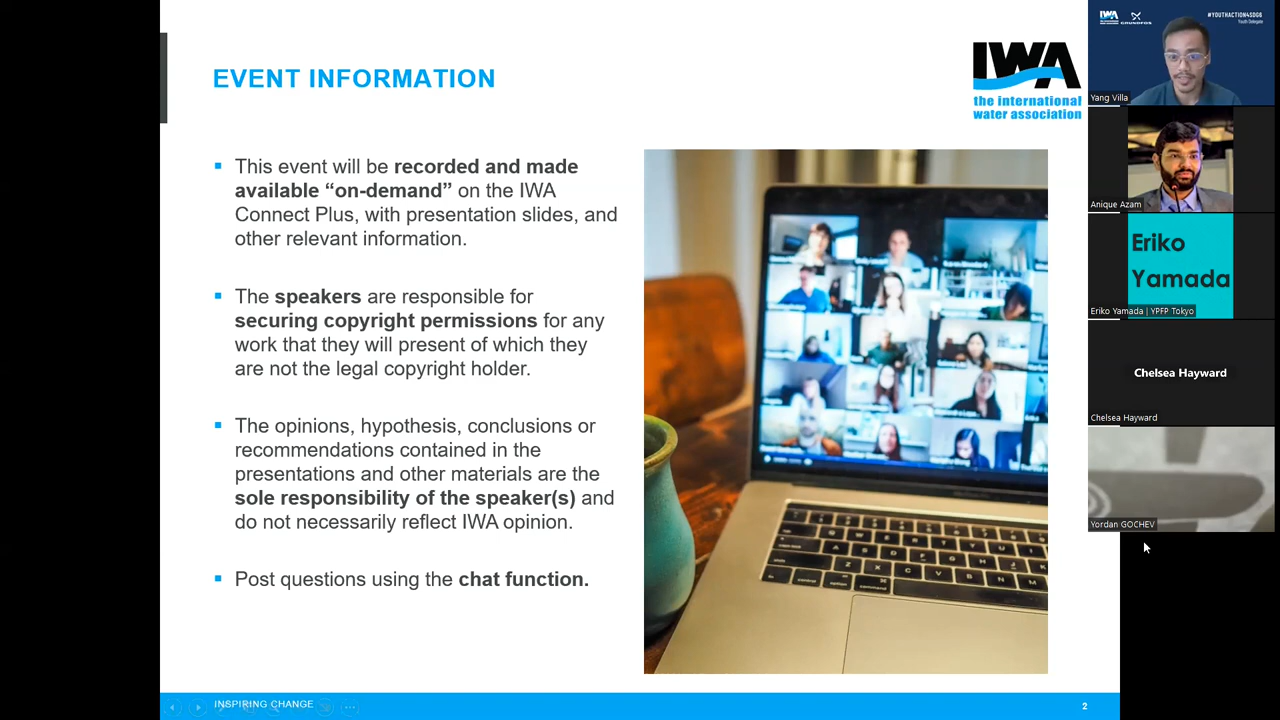 EVENT INFORMATION
IWA
the international
water association
This event will be recorded and made
available “on-demand” on the IWA
Connect Plus, with presentation slides, and
other relevant information.
The speakers are responsible for
securing copyright permissions for any
work that they will present of which they
are not the legal copyright holder.
The opinions, hypothesis, conclusions or
recommendations contained in the
presentations and other materials are the
sole responsibility of the speaker(s) and
do not necessarily reflect IWA opinion.
Post questions using the chat function.
INSPIRING CHANGE
2
IWA
GRUNDFOS
#YOUTHACTION4SDG6
Youth Delegate
Yang Villa
Anique Azam
Eriko
Yamada
Eriko Yamada | YPFP Tokyo
Chelsea Hayward
Chelsea Hayward
Yordan GOCHEV